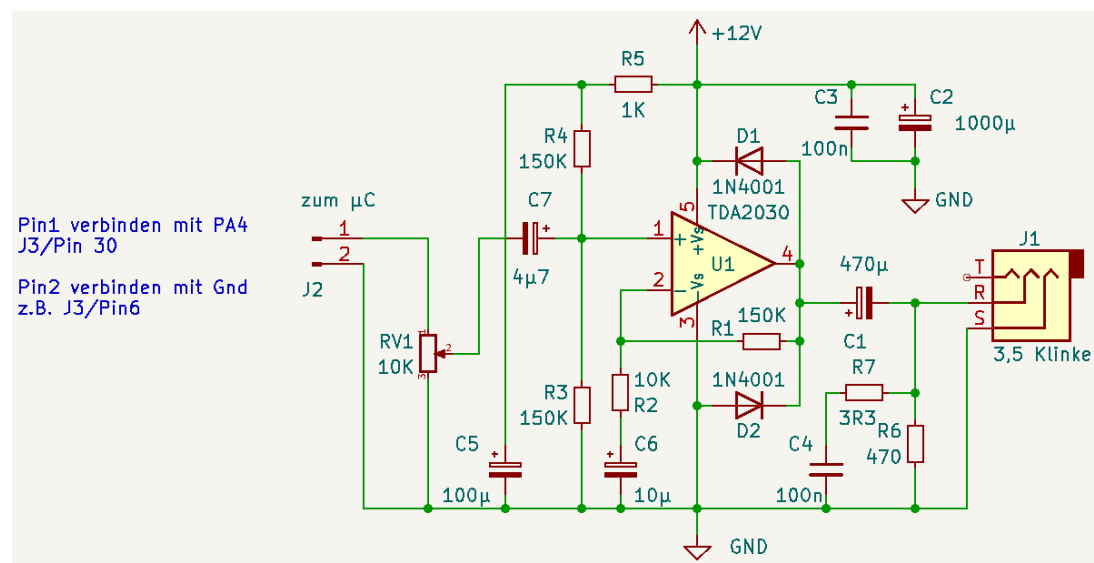 +12V
R5
1K
C3
100n
C2
1000µ
R4
150K
D1
1N4001
TDA2030
GND
zum µC
Pin1 verbinden mit PA4
J3/Pin 30
Pin2 verbinden mit Gnd
z.B. J3/Pin6
1
2
J2
C7
4µ7
1
2
3
4
5
+
-
+Vs
-Vs
U1
470µ
C1
J1
T
R
S
3,5 Klinke
RV1
10K
1
2
3
R1
150K
R3
150K
10K
R2
1N4001
D2
R7
3R3
R6
470
C5
100µ
C6
10µ
C4
100n
GND